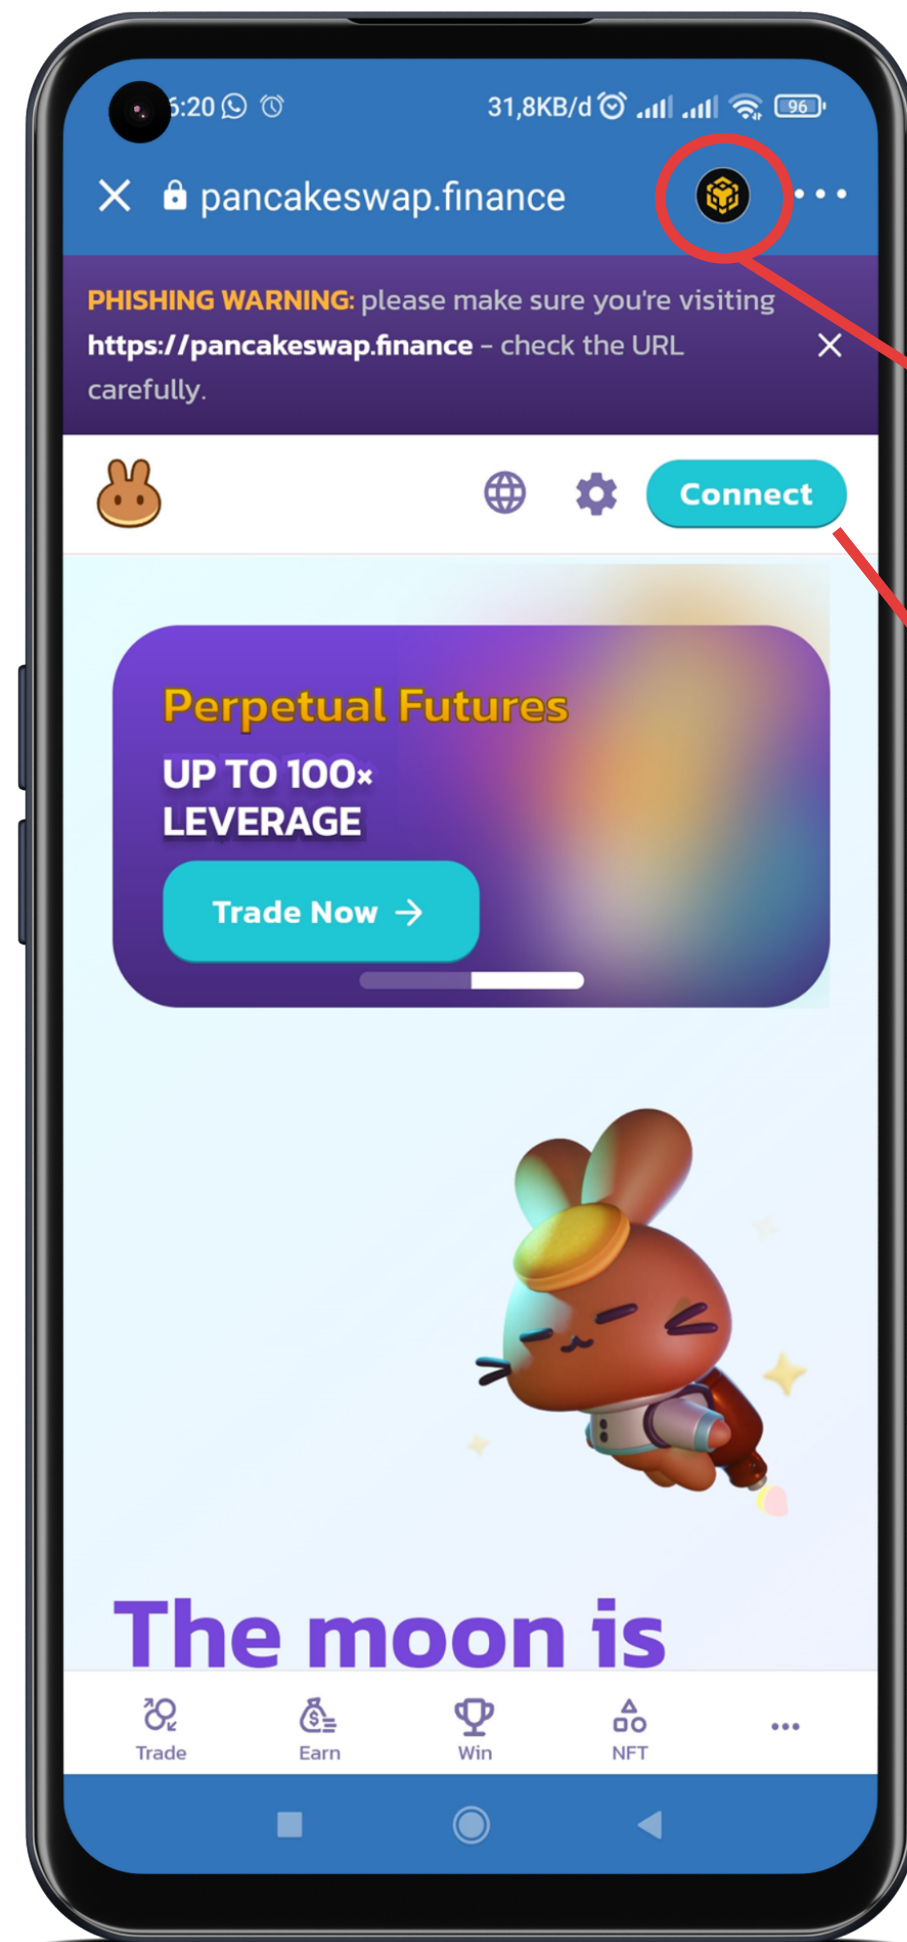 6:20
31,8KB/d
96
pancakeswap.finance
PHISHING WARNING: please make sure you're visiting
https://pancakeswap.finance - check the URL
carefully.
Connect
Perpetual Futures
UP TO 100×
LEVERAGE
Trade Now →
The moon is
Trade
Earn
Win
NFT